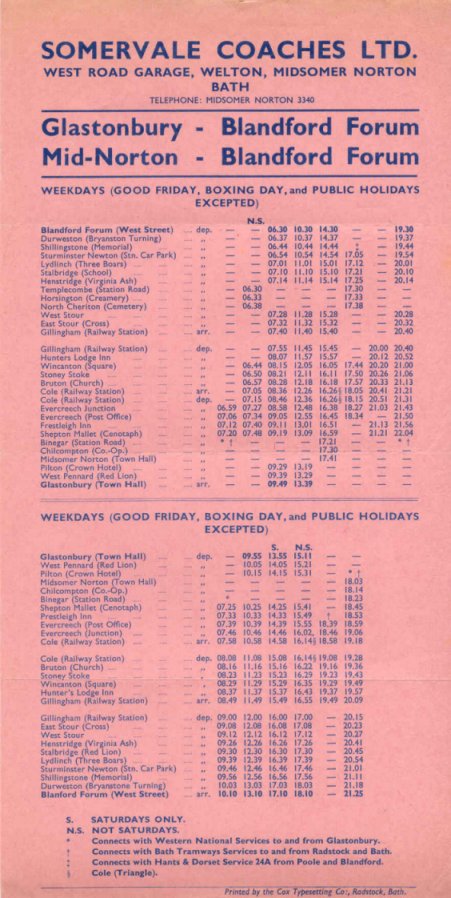 SOMERVALE COACHES LTD.
WEST ROAD GARAGE, WELTON, MIDSOMER NORTON
BATH
TELEPHONE: MIDSOMER NORTON 3340
Glastonbury - Blandford Forum
Mid-Norton - Blandford Forum
WEEKDAYS (GOOD FRIDAY, BOXING DAY, and PUBLIC HOLIDAYS
EXCEPTED)
N.S.
Blandford Forum (West Street) ... dep. — — 06.30 10.30 14.30 — — 19.30
Durweston (Bryanston Turning) ,, — — 06.37 10.37 14.37 — — 19.37
Shillingstone (Memorial) ,, — — 06.44 10.44 14.44 ‡ — 19.44
Sturminster Newton (Stn. Car Park) ,, — — 06.54 10.54 14.54 17.05 — 19.54
Lydlinch (Three Boars) ,, — — 07.01 11.01 15.01 17.12 — 20.01
Stalbridge (School) ,, — — 07.10 11.10 15.10 17.21 — 20.10
Henstridge (Virginia Ash) ,, — — 07.14 11.14 15.14 17.25 — 20.14
Templecombe (Station Road) ,, — 06.30 — — — 17.30 — —
Horsington (Creamery) ,, — 06.33 — — — 17.33 — —
North Cheriton (Cemetery) ,, — 06.38 — — — 17.38 — —
West Stour ,, — — 07.28 11.28 15.28 — — 20.28
East Stour (Cross) ,, — — 07.32 11.32 15.32 — — 20.32
Gillingham (Railway Station) ... arr. — — 07.40 11.40 15.40 — — 20.40
Gillingham (Railway Station) ... dep. — — 07.55 11.45 15.45 — 20.00 20.40
Hunters Lodge Inn ,, — — 08.07 11.57 15.57 — 20.12 20.52
Wincanton (Square) ,, — 06.44 08.15 12.05 16.05 17.44 20.20 21.00
Stoney Stoke ,, — 06.50 08.21 12.11 16.11 17.50 20.26 21.06
Bruton (Church) ,, — 06.57 08.28 12.18 16.18 17.57 20.33 21.13
Cole (Railway Station) ... arr. — 07.05 08.36 12.26 16.26§ 18.05 20.41 21.21
Cole (Railway Station) ... dep. — 07.15 08.46 12.36 16.26§ 18.15 20.51 21.31
Evercreech Junction ,, 06.59 07.27 08.58 12.48 16.38 18.27 21.03 21.43
Evercreech (Post Office) ,, 07.06 07.34 09.05 12.55 16.45 18.34 — 21.50
Prestleigh Inn ,, 07.12 07.40 09.11 13.01 16.51 — 21.13 21.56
Shepton Mallet (Cenotaph) ,, 07.20 07.48 09.19 13.09 16.59 — 21.21 22.04
Binegar (Station Road) ,, * † — — — 17.21 — — * †
Chilcompton (Co.-Op.) ,, — — — — 17.30 — — —
Midsomer Norton (Town Hall) ,, — — — — 17.41 — — —
Pilton (Crown Hotel) ,, — — 09.29 13.19 — — — —
West Pennard (Red Lion) ,, — — 09.39 13.29 — — — —
Glastonbury (Town Hall) ... arr. — — 09.49 13.39 — — — —
WEEKDAYS (GOOD FRIDAY, BOXING DAY, and PUBLIC HOLIDAYS
EXCEPTED)
S. N.S.
Glastonbury (Town Hall) ... dep. — 09.55 13.55 15.11 — —
West Pennard (Red Lion) ,, — 10.05 14.05 15.21 — —
Pilton (Crown Hotel) ,, — 10.15 14.15 15.31 — * †
Midsomer Norton (Town Hall) ,, — — — — — 18.03
Chilcompton (Co.-Op.) ,, — — — — — 18.14
Binegar (Station Road) ,, * — — — — 18.23
Shepton Mallet (Cenotaph) ,, 07.25 10.25 14.25 15.41 — 18.45
Prestleigh Inn ,, 07.33 10.33 14.33 15.49 † 18.53
Evercreech (Post Office) ,, 07.39 10.39 14.39 15.55 18.39 18.59
Evercreech (Junction) ,, 07.46 10.46 14.46 16.02 18.46 19.06
Cole (Railway Station) ... arr. 07.58 10.58 14.58 16.14§ 18.58 19.18
Cole (Railway Station) ... dep. 08.08 11.08 15.08 16.14§ 19.08 19.28
Bruton (Church) ,, 08.16 11.16 15.16 16.22 19.16 19.36
Stoney Stoke ,, 08.23 11.23 15.23 16.29 19.23 19.43
Wincanton (Square) ,, 08.29 11.29 15.29 16.35 19.29 19.49
Hunter's Lodge Inn ,, 08.37 11.37 15.37 16.43 19.37 19.57
Gillingham (Railway Station) arr. 08.49 11.49 15.49 16.55 19.49 20.09
Gillingham (Railway Station) ... dep. 09.00 12.00 16.00 17.00 — 20.15
East Stour (Cross) ,, 09.08 12.08 16.08 17.08 — 20.23
West Stour ,, 09.12 12.12 16.12 17.12 — 20.27
Henstridge (Virginia Ash) ,, 09.26 12.26 16.26 17.26 — 20.41
Stalbridge (Red Lion) ,, 09.30 12.30 16.30 17.30 — 20.45
Lydlinch (Three Boars) ,, 09.39 12.39 16.39 17.39 — 20.54
Sturminster Newton (Stn. Car Park) ,, 09.46 12.46 16.46 17.46 — 21.01
Shillingstone (Memorial) ,, 09.56 12.56 16.56 17.56 — 21.11
Durweston (Bryanstone Turning) ,, 10.03 13.03 17.03 18.03 — 21.18
Blanford Forum (West Street) ... arr. 10.10 13.10 17.10 18.10 — 21.25
S. SATURDAYS ONLY.
N.S. NOT SATURDAYS.
* Connects with Western National Services to and from Glastonbury.
† Connects with Bath Tramways Services to and from Radstock and Bath.
‡ Connects with Hants & Dorset Service 24A from Poole and Blandford.
§ Cole (Triangle).
Printed by the Cox Typesetting Co:, Radstock, Bath.